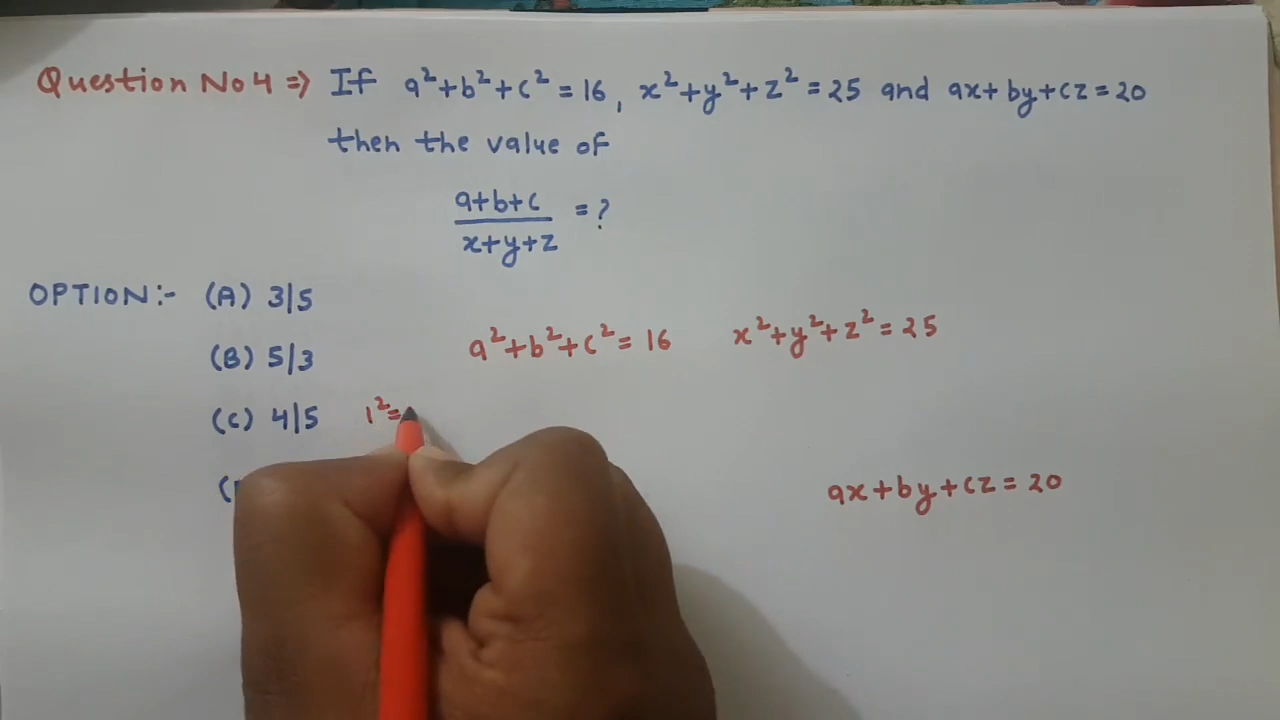 Question No 4 => If a²+b²+c² = 16, x²+y²+z² = 25 and ax+by+cz = 20
then the value of
a+b+c
x+y+z
= ?
OPTION:- (A) 3|5
(B) 5|3
(C) 4|5
a²+b²+c² = 16
x²+y²+z² = 25
1² =
ax+by+cz = 20